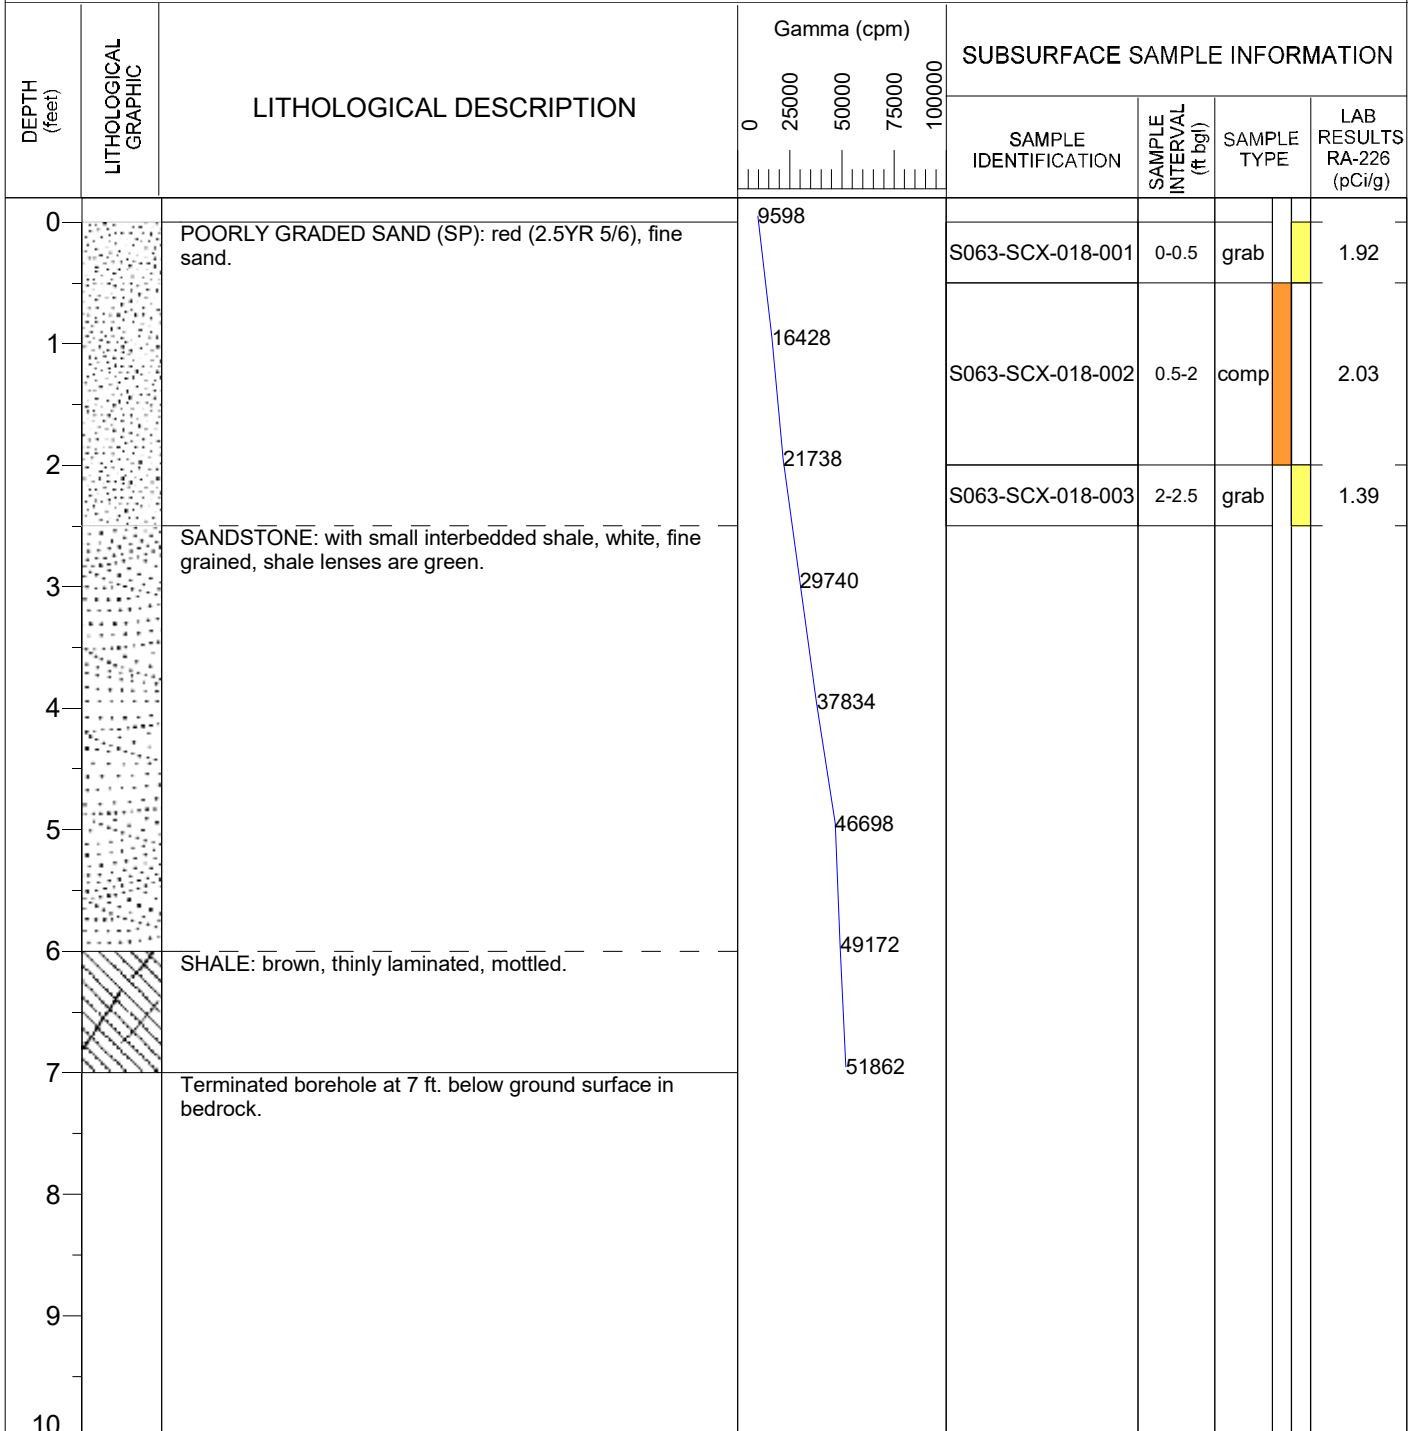 DEPTH
(feet)
LITHOLOGICAL
GRAPHIC
LITHOLOGICAL DESCRIPTION
Gamma (cpm)
0
25000
50000
75000
100000
SUBSURFACE SAMPLE INFORMATION
SAMPLE
IDENTIFICATION
SAMPLE
INTERVAL
(ft bgl)
SAMPLE
TYPE
LAB
RESULTS
RA-226
(pCi/g)
0
POORLY GRADED SAND (SP): red (2.5YR 5/6), fine
sand.
9598
S063-SCX-018-001 0-0.5 grab 1.92
1
16428
S063-SCX-018-002 0.5-2 comp 2.03
2
21738
S063-SCX-018-003 2-2.5 grab 1.39
SANDSTONE: with small interbedded shale, white, fine
grained, shale lenses are green.
3
29740
4
37834
5
46698
6
49172
SHALE: brown, thinly laminated, mottled.
7
51862
Terminated borehole at 7 ft. below ground surface in
bedrock.
8
9
10